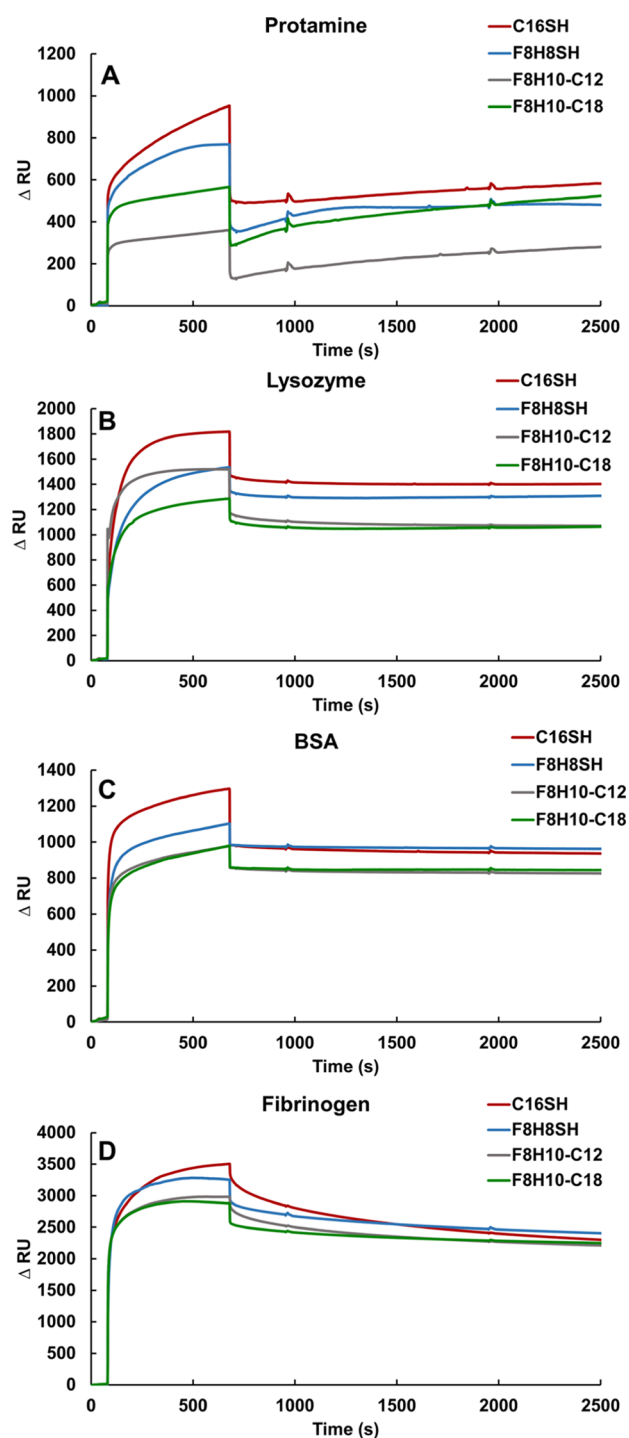 Protamine
A
C16SH
F8H8SH
F8H10-C12
F8H10-C18
1200
1000
800
600
400
200
0
Δ RU
0 500 1000 1500 2000 2500
Time (s)
Lysozyme
B
C16SH
F8H8SH
F8H10-C12
F8H10-C18
2000
1800
1600
1400
1200
1000
800
600
400
200
0
Δ RU
0 500 1000 1500 2000 2500
Time (s)
BSA
C
C16SH
F8H8SH
F8H10-C12
F8H10-C18
1400
1200
1000
800
600
400
200
0
Δ RU
0 500 1000 1500 2000 2500
Time (s)
Fibrinogen
D
C16SH
F8H8SH
F8H10-C12
F8H10-C18
4000
3500
3000
2500
2000
1500
1000
500
0
Δ RU
0 500 1000 1500 2000 2500
Time (s)